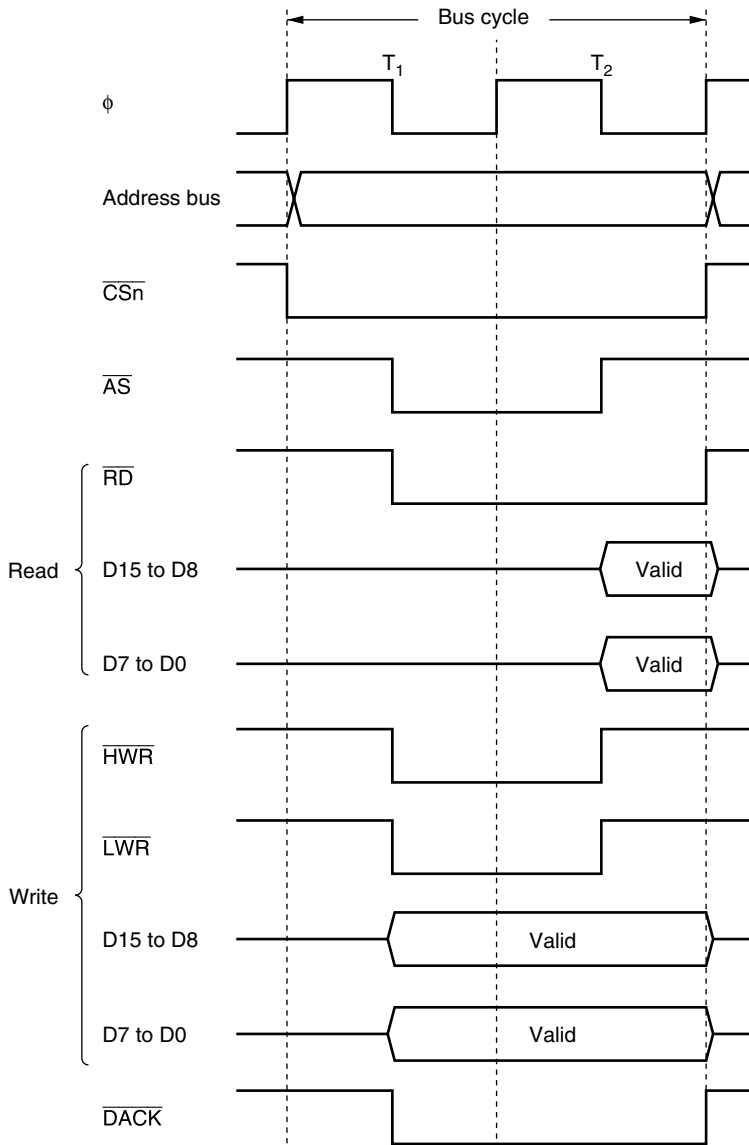 Bus cycle
T1 T2
ϕ
Address bus
CSn
AS
RD
Read D15 to D8 Valid
D7 to D0 Valid
HWR
LWR
Write
D15 to D8 Valid
D7 to D0 Valid
DACK